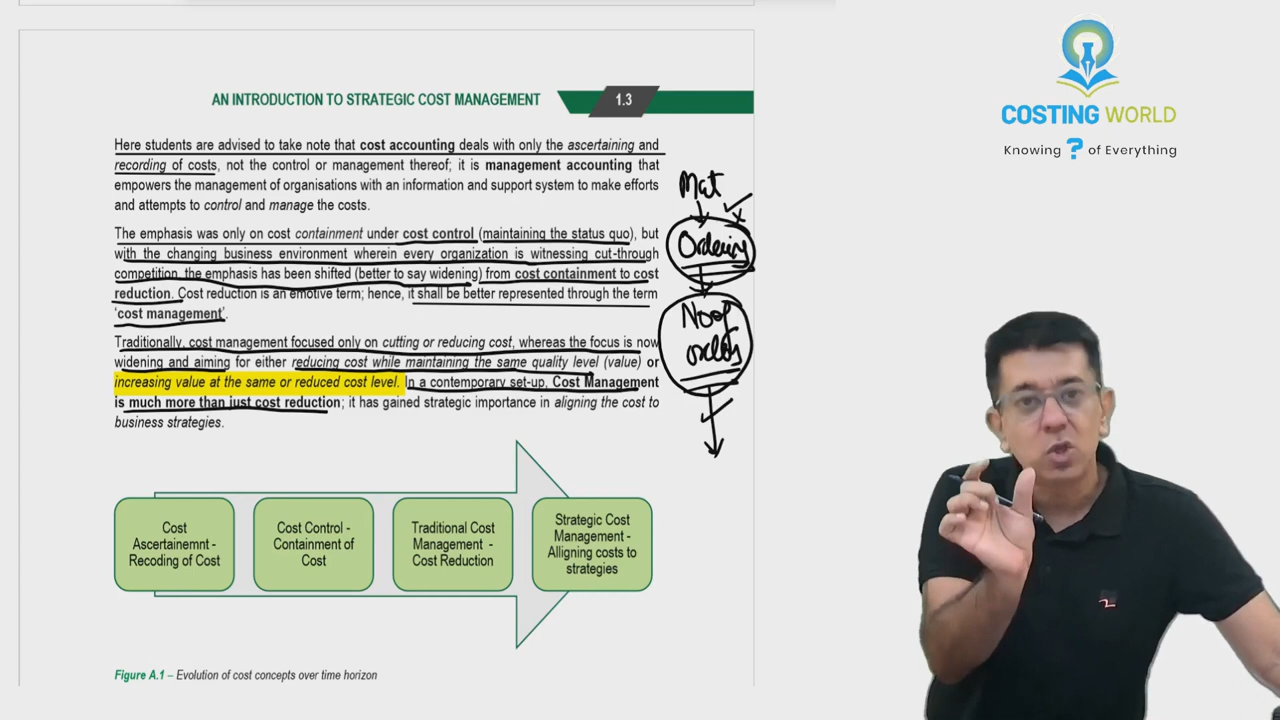 AN INTRODUCTION TO STRATEGIC COST MANAGEMENT
1.3
Here students are advised to take note that cost accounting deals with only the ascertaining and
recording of costs, not the control or management thereof; it is management accounting that
empowers the management of organisations with an information and support system to make efforts
and attempts to control and manage the costs.
The emphasis was only on cost containment under cost control (maintaining the status quo), but
with the changing business environment wherein every organization is witnessing cut-through
competition, the emphasis has been shifted (better to say widening) from cost containment to cost
reduction. Cost reduction is an emotive term; hence, it shall be better represented through the term
‘cost management’.
Traditionally, cost management focused only on cutting or reducing cost, whereas the focus is now
widening and aiming for either reducing cost while maintaining the same quality level (value) or
increasing value at the same or reduced cost level. In a contemporary set-up, Cost Management
is much more than just cost reduction; it has gained strategic importance in aligning the cost to
business strategies.
Mat
Ordering
No of
orders
Cost
Ascertainemnt -
Recoding of Cost
Cost Control -
Containment of
Cost
Traditional Cost
Management -
Cost Reduction
Strategic Cost
Management -
Alligning costs to
strategies
Figure A.1 – Evolution of cost concepts over time horizon
COSTING WORLD
Knowing ? of Everything